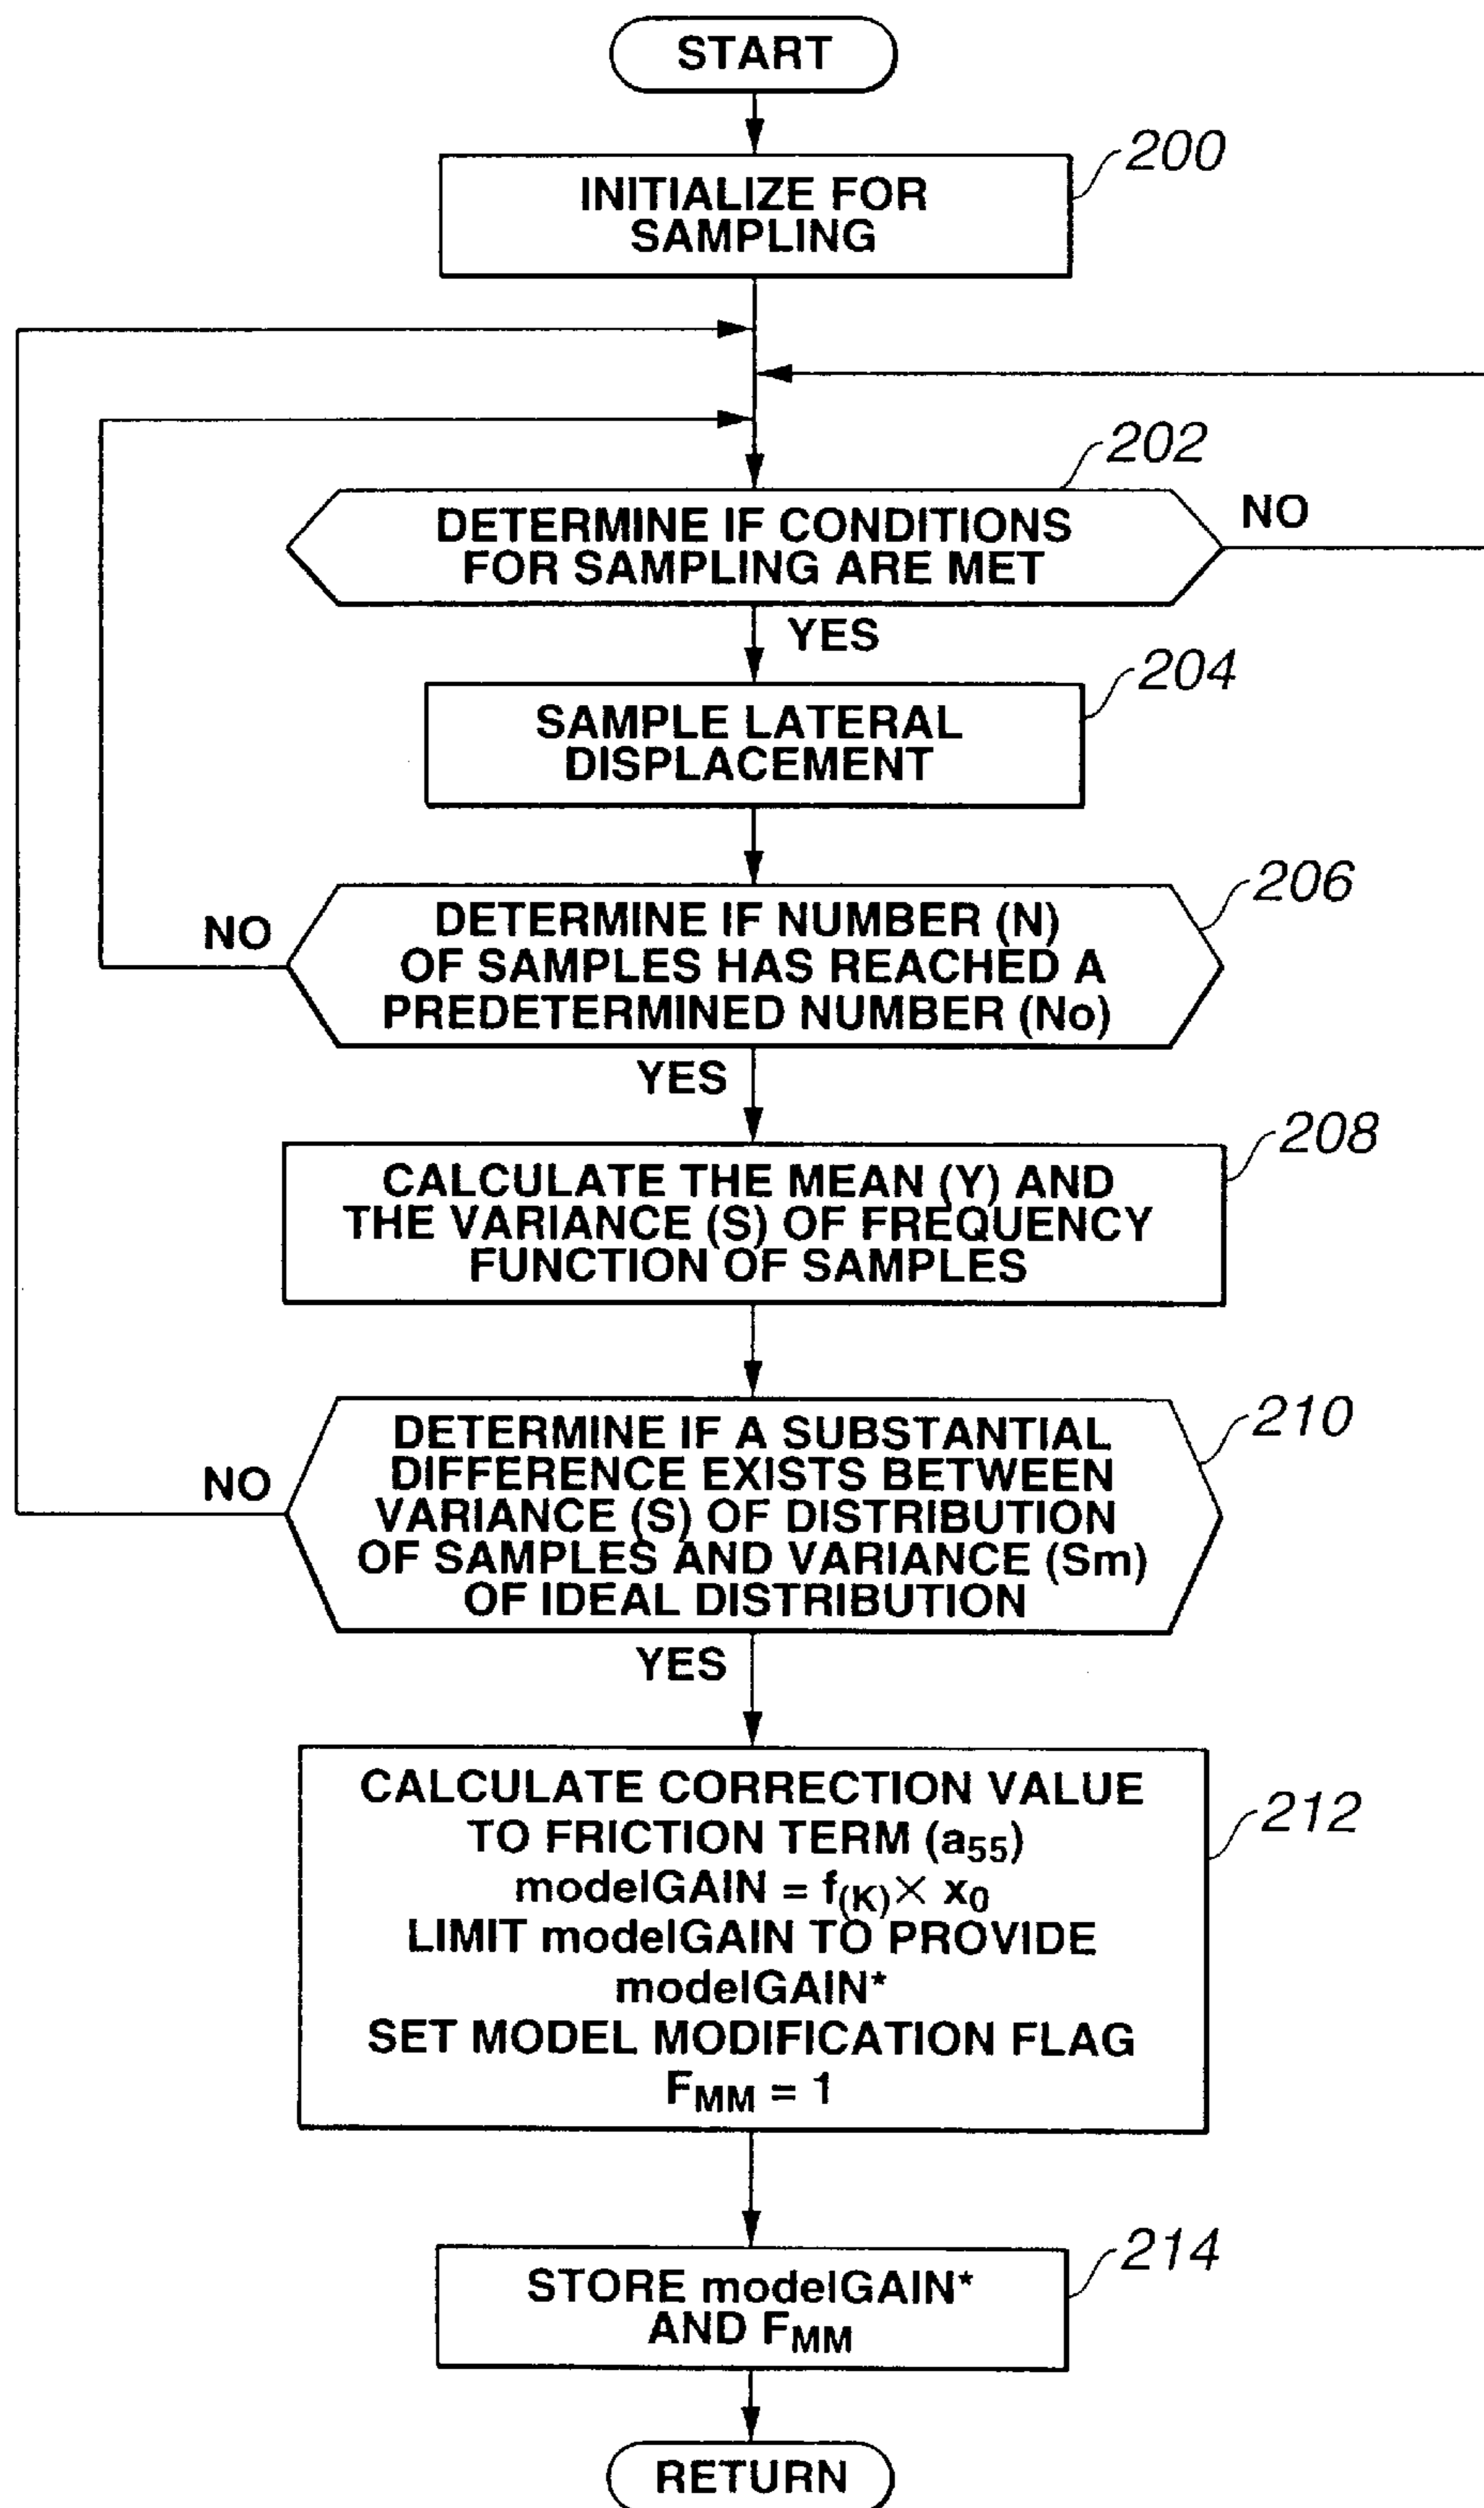 START
200
INITIALIZE FOR
SAMPLING
202
DETERMINE IF CONDITIONS
FOR SAMPLING ARE MET
NO
YES
204
SAMPLE LATERAL
DISPLACEMENT
206
DETERMINE IF NUMBER (N)
OF SAMPLES HAS REACHED A
PREDETERMINED NUMBER (No)
NO
YES
208
CALCULATE THE MEAN (Y) AND
THE VARIANCE (S) OF FREQUENCY
FUNCTION OF SAMPLES
210
DETERMINE IF A SUBSTANTIAL
DIFFERENCE EXISTS BETWEEN
VARIANCE (S) OF DISTRIBUTION
OF SAMPLES AND VARIANCE (Sm)
OF IDEAL DISTRIBUTION
NO
YES
212
CALCULATE CORRECTION VALUE
TO FRICTION TERM (a₅₅)
modelGAIN = f₍K₎× x₀
LIMIT modelGAIN TO PROVIDE
modelGAIN*
SET MODEL MODIFICATION FLAG
FMM = 1
214
STORE modelGAIN*
AND FMM
RETURN